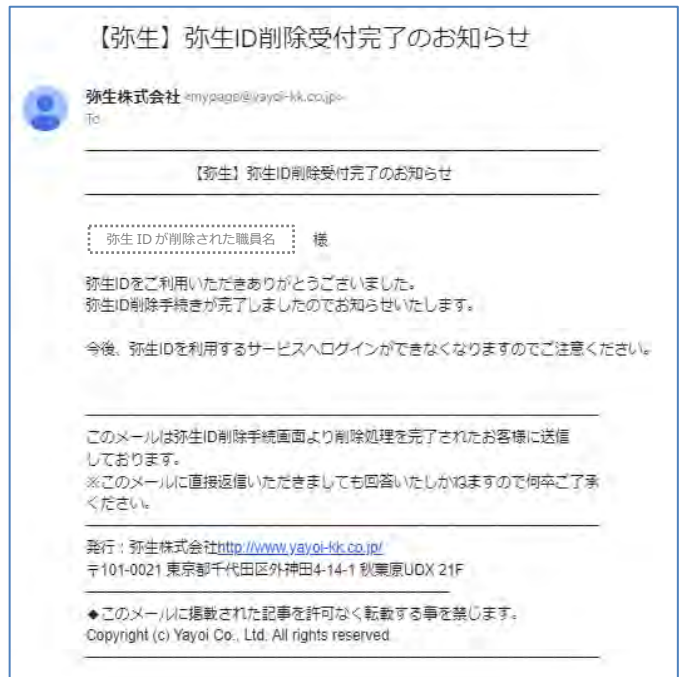 【弥生】弥生ID削除受付完了のお知らせ
弥生株式会社 <mypage@yayoi-kk.co.jp>
To
【弥生】弥生ID削除受付完了のお知らせ
弥生 ID が削除された職員名 様
弥生IDをご利用いただきありがとうございました。
弥生ID削除手続きが完了しましたのでお知らせいたします。
今後、弥生IDを利用するサービスへログインができなくなりますのでご注意ください。
このメールは弥生ID削除手続画面より削除処理を完了されたお客様に送信
しております。
※このメールに直接返信いただきましても回答いたしかねますので何卒ご了承
ください。
発行：弥生株式会社http://www.yayoi-kk.co.jp/
〒101-0021 東京都千代田区外神田4-14-1 秋葉原UDX 21F
◆このメールに掲載された記事を許可なく転載する事を禁じます。
Copyright (c) Yayoi Co., Ltd. All rights reserved.